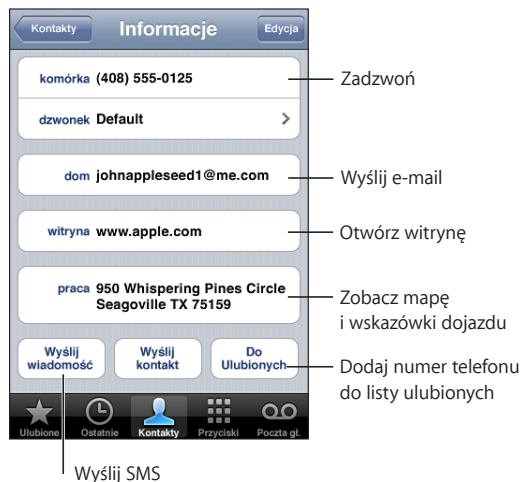 Kontakty Informacje Edycja
komórka (408) 555-0125
Zadzwoń
dzwonek Default
dom johnappleseed1@me.com
Wyślij e-mail
witryna www.apple.com
Otwórz witrynę
praca 950 Whispering Pines Circle
Seagoville TX 75159
Zobacz mapę
i wskazówki dojazdu
Wyślij
wiadomość
Wyślij
kontakt
Do
Ulubionych
Dodaj numer telefonu
do listy ulubionych
Ulubione Ostatnie Kontakty Przyciski Poczta gł.
Wyślij SMS